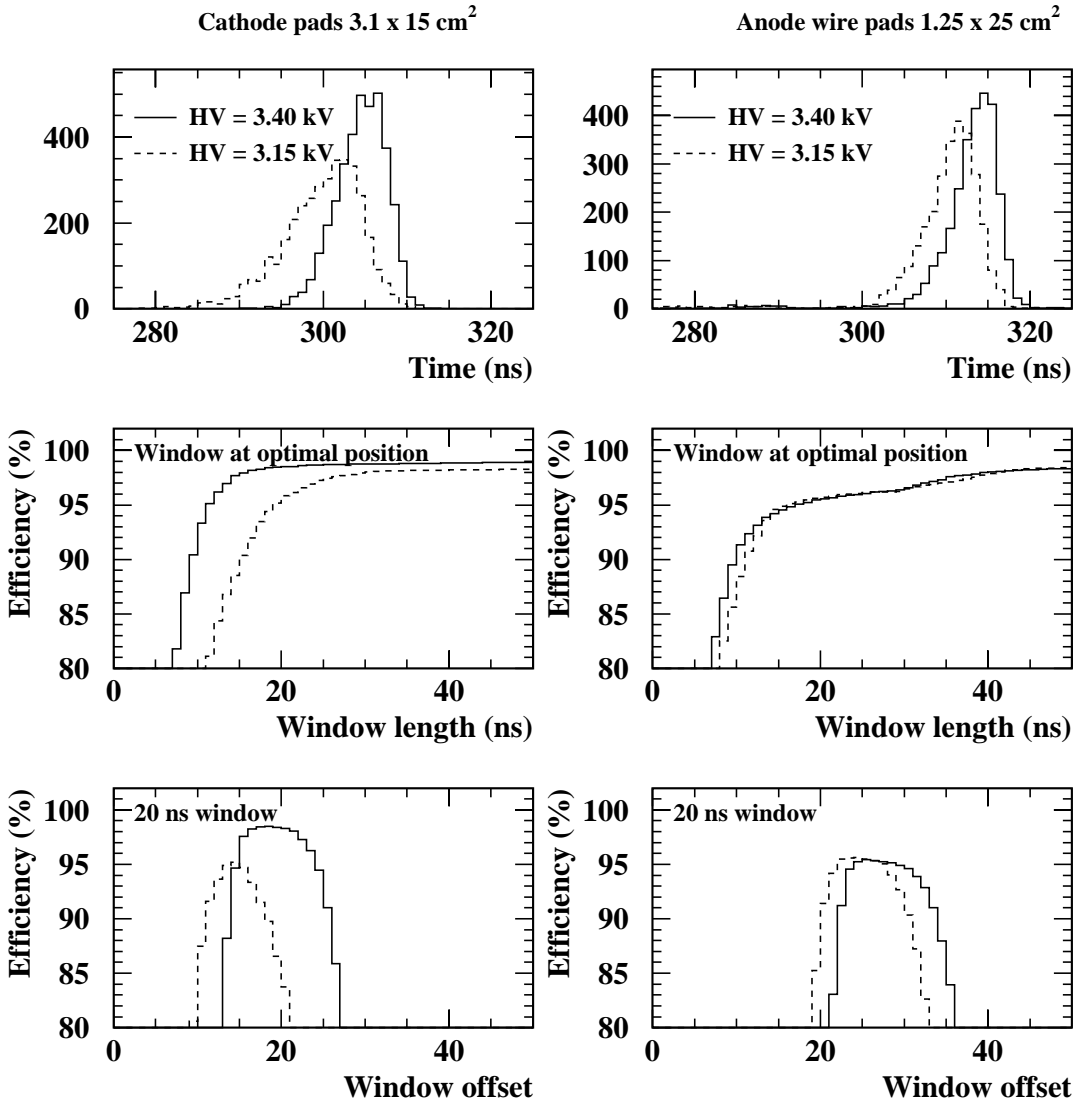 Cathode pads 3.1 x 15 cm²
Anode wire pads 1.25 x 25 cm²
400
200
0
HV = 3.40 kV
HV = 3.15 kV
280 300 320
Time (ns)
400
300
200
100
0
HV = 3.40 kV
HV = 3.15 kV
280 300 320
Time (ns)
Efficiency (%)
100
95
90
85
80
Window at optimal position
0 20 40
Window length (ns)
Efficiency (%)
100
95
90
85
80
Window at optimal position
0 20 40
Window length (ns)
Efficiency (%)
100
95
90
85
80
20 ns window
0 20 40
Window offset
Efficiency (%)
100
95
90
85
80
20 ns window
0 20 40
Window offset